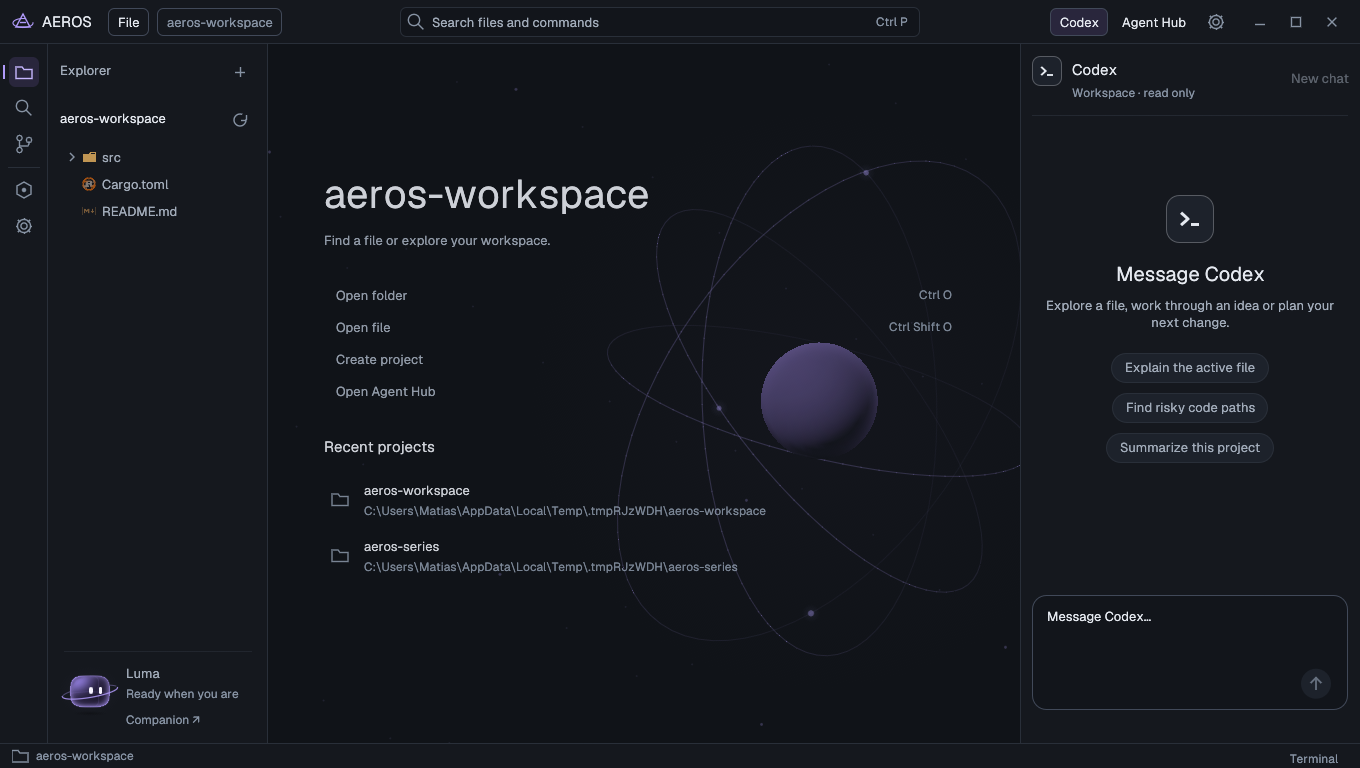 AEROS
File
aeros-workspace
Search files and commands
Ctrl P
Codex
Agent Hub
Explorer
aeros-workspace
src
Cargo.toml
README.md
Luma
Ready when you are
Companion ↗
aeros-workspace
Find a file or explore your workspace.
Open folder
Ctrl O
Open file
Ctrl Shift O
Create project
Open Agent Hub
Recent projects
aeros-workspace
C:\Users\Matias\AppData\Local\Temp\.tmpRJzWDH\aeros-workspace
aeros-series
C:\Users\Matias\AppData\Local\Temp\.tmpRJzWDH\aeros-series
Codex
Workspace · read only
New chat
Message Codex
Explore a file, work through an idea or plan your
next change.
Explain the active file
Find risky code paths
Summarize this project
Message Codex…
aeros-workspace
Terminal